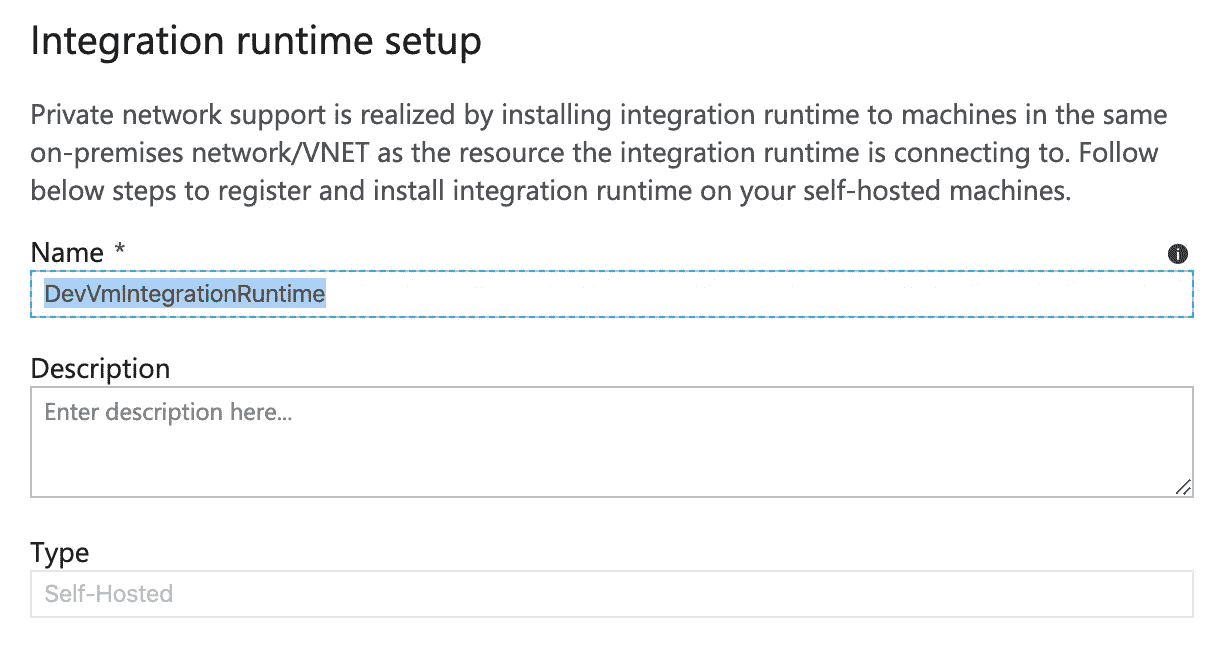 Integration runtime setup
Private network support is realized by installing integration runtime to machines in the same
on-premises network/VNET as the resource the integration runtime is connecting to. Follow
below steps to register and install integration runtime on your self-hosted machines.
Name *
DevVmIntegrationRuntime
Description
Enter description here...
Type
Self-Hosted